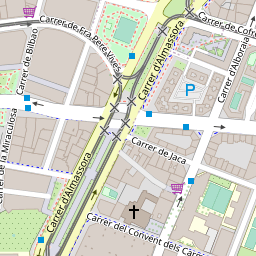 Carrer de Fra Pere Vives
Carrer de Bilbao
Carrer d'Almassora
Carrer d'Alboraia
P
Carrer de la Miraculosa
Carrer d'Almassora
Carrer de Jaca
Carrer del Convent dels